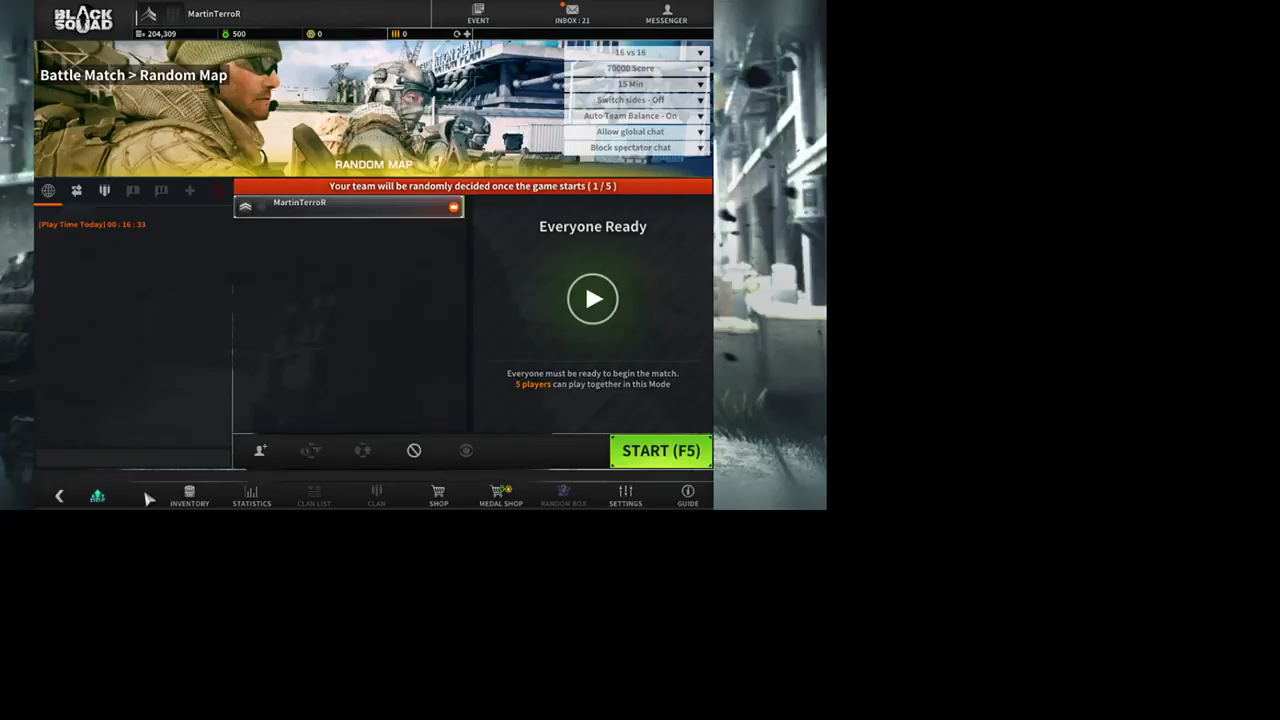 BLACK SQUAD
MartinTerroR
EVENT
INBOX : 21
MESSENGER
204,309
500
0
0
Battle Match > Random Map
16 vs 16
70000 Score
15 Min
Switch sides - Off
Auto Team Balance - On
Allow global chat
Block spectator chat
RANDOM MAP
Your team will be randomly decided once the game starts ( 1 / 5 )
MartinTerroR
[Play Time Today] 00 : 16 : 33
Everyone Ready
Everyone must be ready to begin the match.
5 players can play together in this Mode
START (F5)
INVENTORY
STATISTICS
CLAN LIST
CLAN
SHOP
MEDAL SHOP
RANDOM BOX
SETTINGS
GUIDE